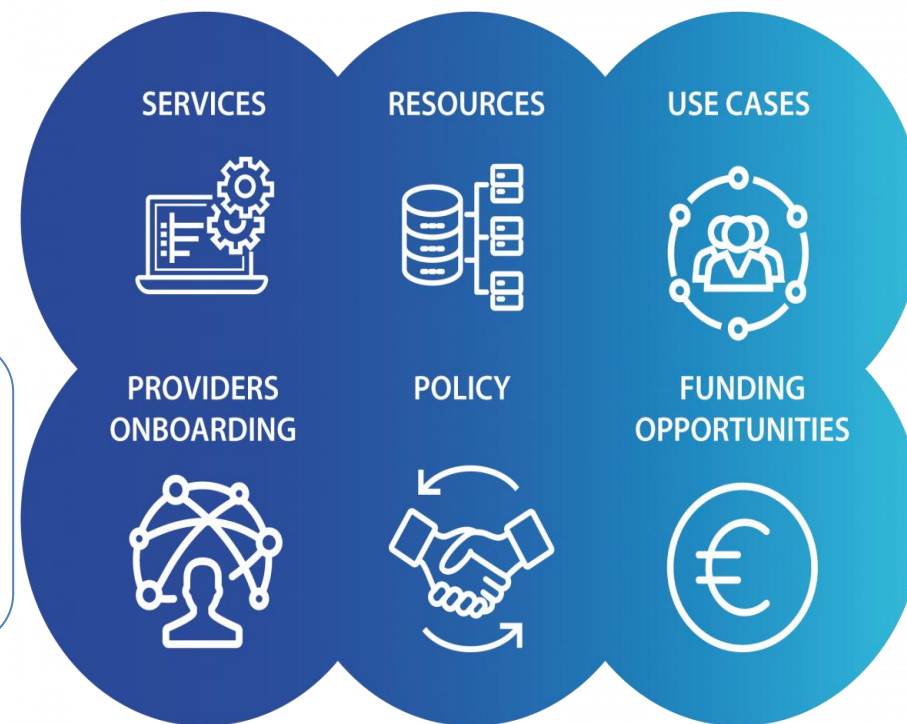 SERVICES
RESOURCES
USE CASES
PROVIDERS
ONBOARDING
POLICY
FUNDING
OPPORTUNITIES